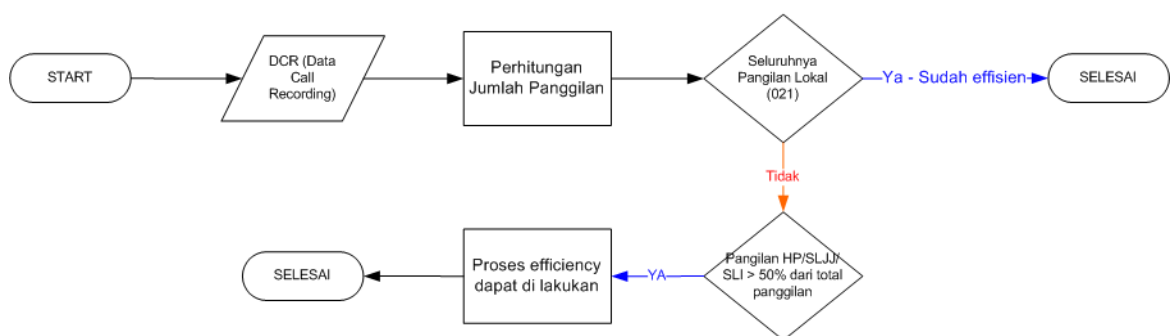 START
DCR (Data
Call
Recording)
Perhitungan
Jumlah Panggilan
Seluruhnya
Pangilan Lokal
(021)
Ya - Sudah effisien
SELESAI
Tidak
Pangilan HP/SLJJ/
SLI > 50% dari total
panggilan
YA
Proses efficiency
dapat di lakukan
SELESAI